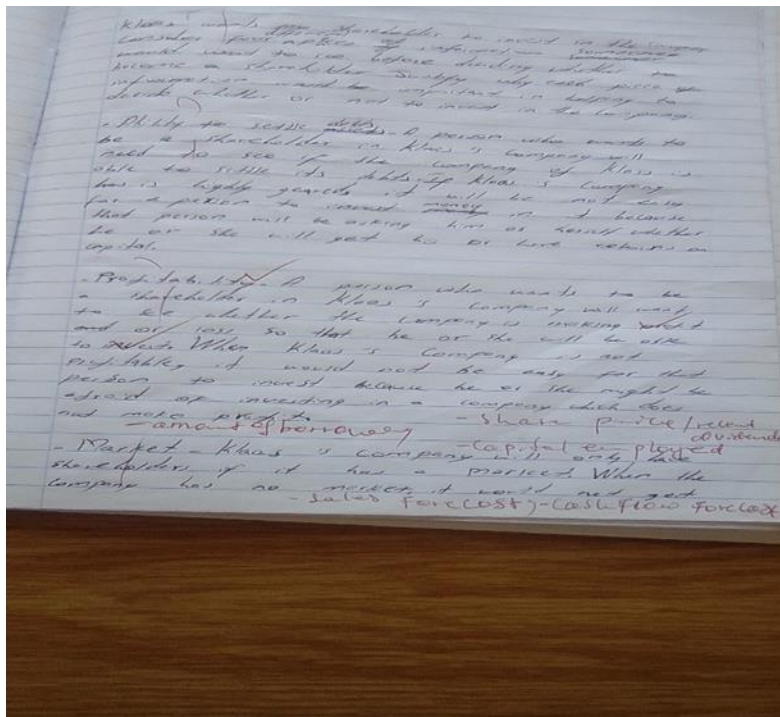 Klaas wants shareholder to invest in the company
Consider four pieces of information someone
would want to see before deciding whether to
become a shareholder Justify why each piece of
information would be important in helping to
decide whether or not to invest in the company.
- Ability to settle debts - A person who wants to
be a shareholder in Klaas's company will
need to see if the company of Klaas is
able to settle its debts. If Klaas's company
has is highly geared it will be not easy
for a person to invest money in it because
that person will be asking him or herself whether
he or she will get his or here returns on
capital.
- Profitability - A person who wants to be
a shareholder in Klaas's company will want
to see whether the company is making profit
and or loss so that he or she will be able
to When Klaas's Company is not
profitable, it would not be easy for that
person to invest because he or she might be
afraid of investing in a company which does
not make profits
- amount of borrowing - Share price/recent dividends
- Capital employed
- Market - Klaas's company will only have
shareholders if it has a market. When the
company has no market, it would not get
- Sales forecast - Cash flow forecast